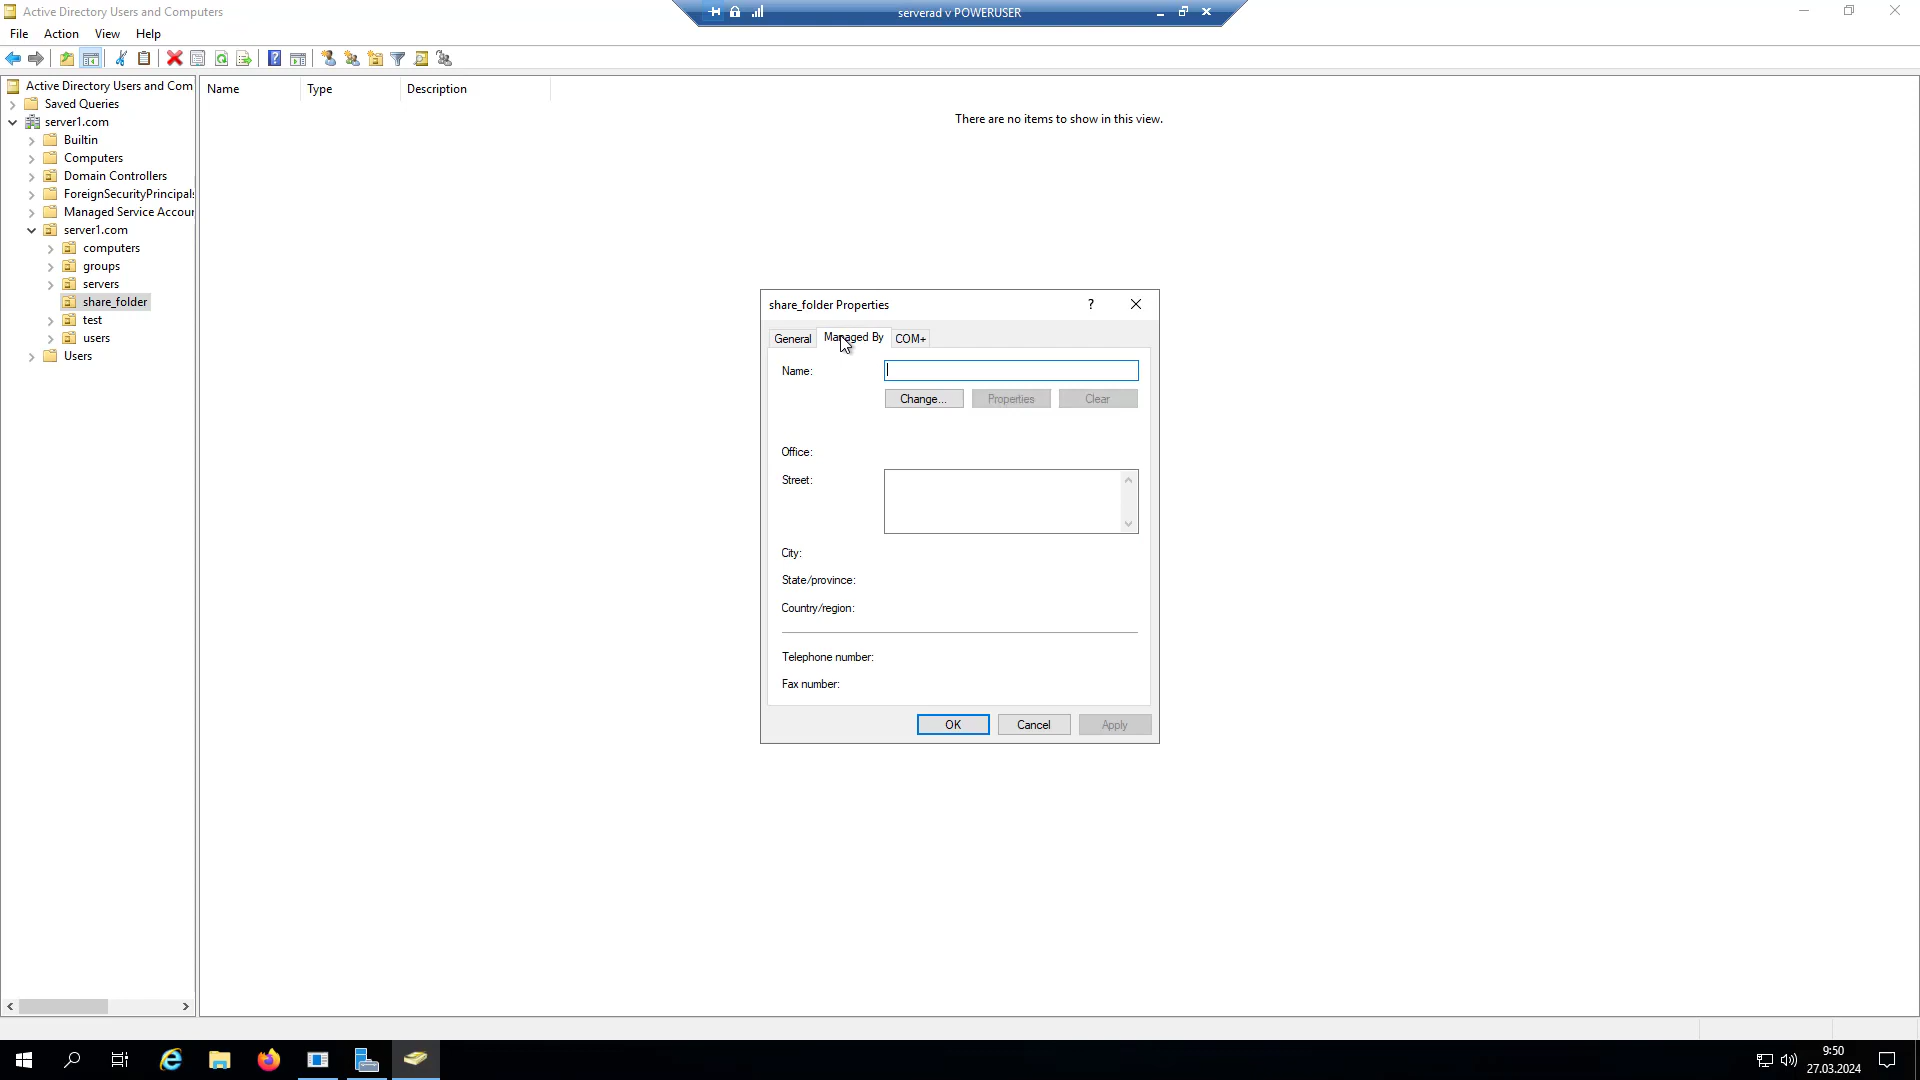 Active Directory Users and Computers
serverad v POWERUSER
File Action View Help
Active Directory Users and Com
Saved Queries
server1.com
Builtin
Computers
Domain Controllers
ForeignSecurityPrincipals
Managed Service Accour
server1.com
computers
groups
servers
share_folder
test
users
Users
Name Type Description
There are no items to show in this view.
share_folder Properties
General Managed By COM+
Name:
Change... Properties Clear
Office:
Street:
City:
State/province:
Country/region:
Telephone number:
Fax number:
OK Cancel Apply
9:50
27.03.2024